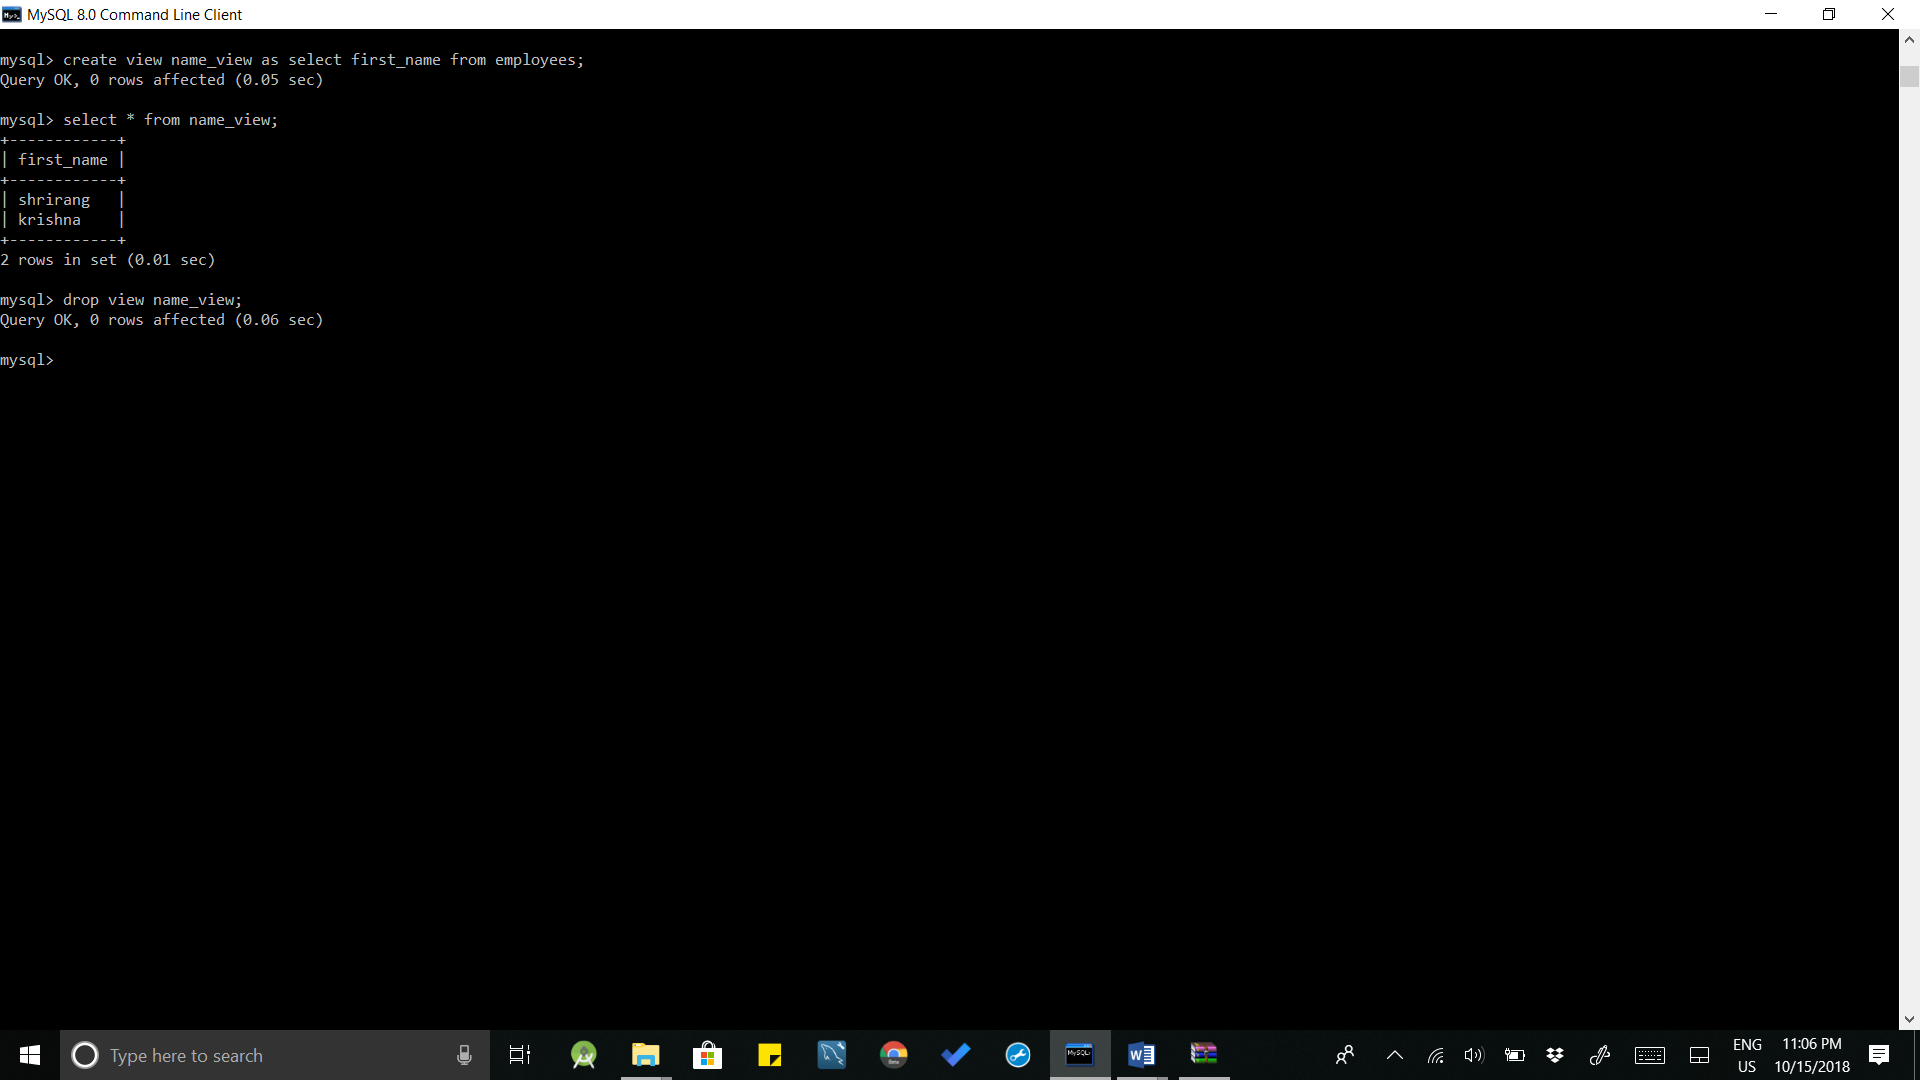 MySQL 8.0 Command Line Client
mysql> create view name_view as select first_name from employees;
Query OK, 0 rows affected (0.05 sec)
mysql> select * from name_view;
+------------+
| first_name |
+------------+
| shrirang   |
| krishna    |
+------------+
2 rows in set (0.01 sec)
mysql> drop view name_view;
Query OK, 0 rows affected (0.06 sec)
mysql>
Type here to search
ENG 11:06 PM
US 10/15/2018